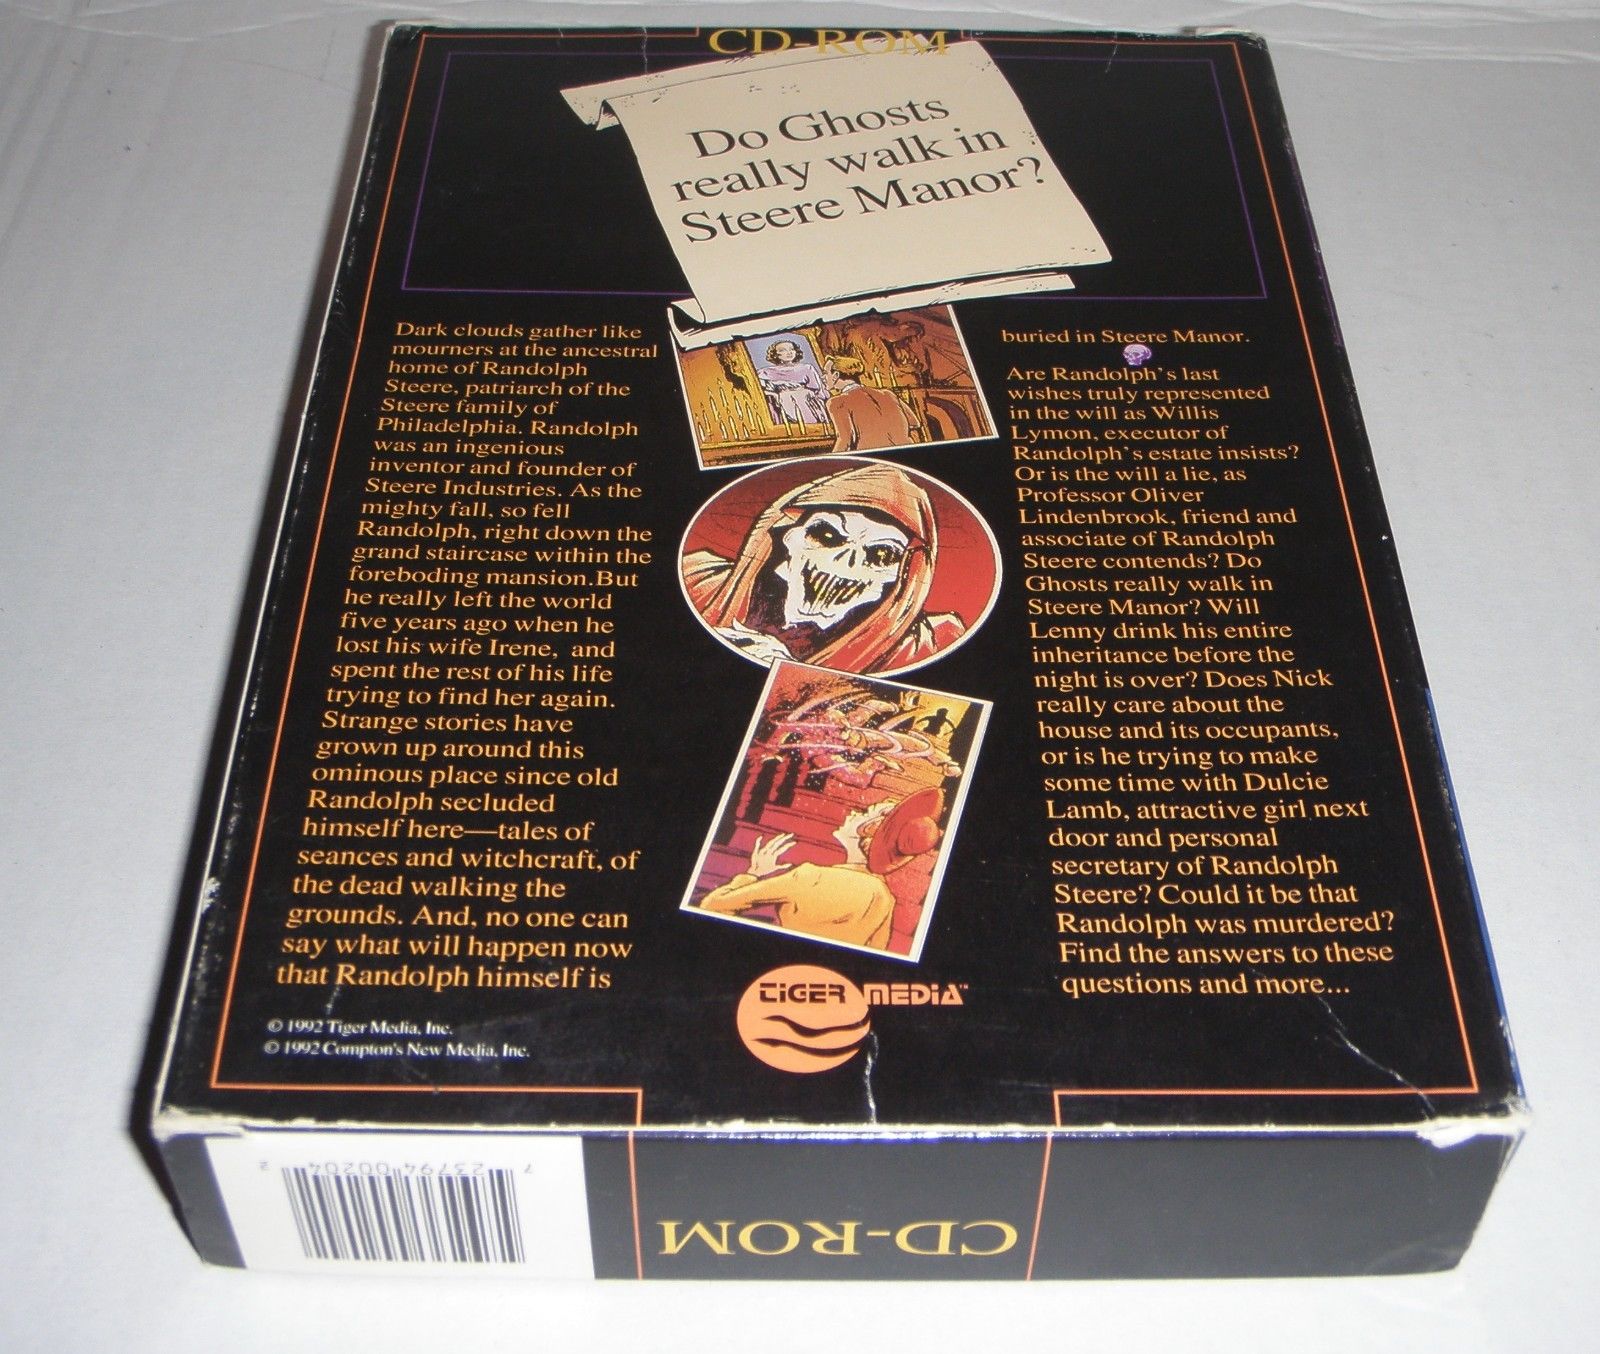 CD-ROM
Do Ghosts
really walk in
Steere Manor?
Dark clouds gather like
mourners at the ancestral
home of Randolph
Steere, patriarch of the
Steere family of
Philadelphia. Randolph
was an ingenious
inventor and founder of
Steere Industries. As the
mighty fall, so fell
Randolph, right down the
grand staircase within the
foreboding mansion.But
he really left the world
five years ago when he
lost his wife Irene, and
spent the rest of his life
trying to find her again.
Strange stories have
grown up around this
ominous place since old
Randolph secluded
himself here—tales of
seances and witchcraft, of
the dead walking the
grounds. And, no one can
say what will happen now
that Randolph himself is
buried in Steere Manor.
Are Randolph's last
wishes truly represented
in the will as Willis
Lymon, executor of
Randolph's estate insists?
Or is the will a lie, as
Professor Oliver
Lindenbrook, friend and
associate of Randolph
Steere contends? Do
Ghosts really walk in
Steere Manor? Will
Lenny drink his entire
inheritance before the
night is over? Does Nick
really care about the
house and its occupants,
or is he trying to make
some time with Dulcie
Lamb, attractive girl next
door and personal
secretary of Randolph
Steere? Could it be that
Randolph was murdered?
Find the answers to these
questions and more...
TIGER MEDIA™
© 1992 Tiger Media, Inc.
© 1992 Compton's New Media, Inc.
7 23794 00204 2
CD-ROM